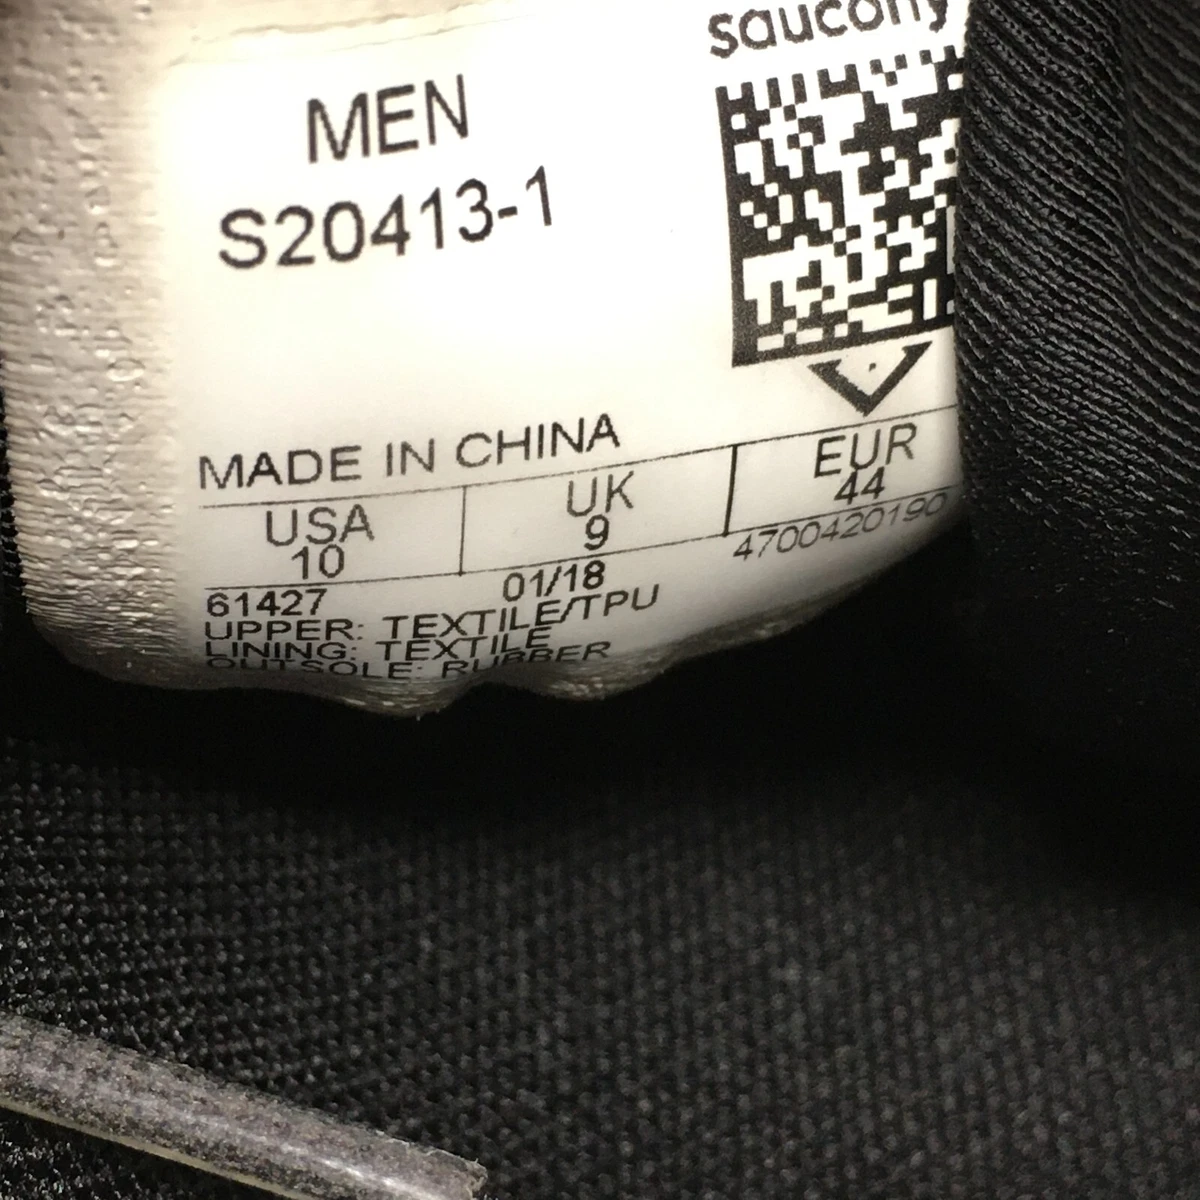 saucony
MEN
S20413-1
MADE IN CHINA
USA UK EUR
10 9 44
61427 01/18 4700420190
UPPER: TEXTILE/TPU
LINING: TEXTILE
OUTSOLE: RUBBER